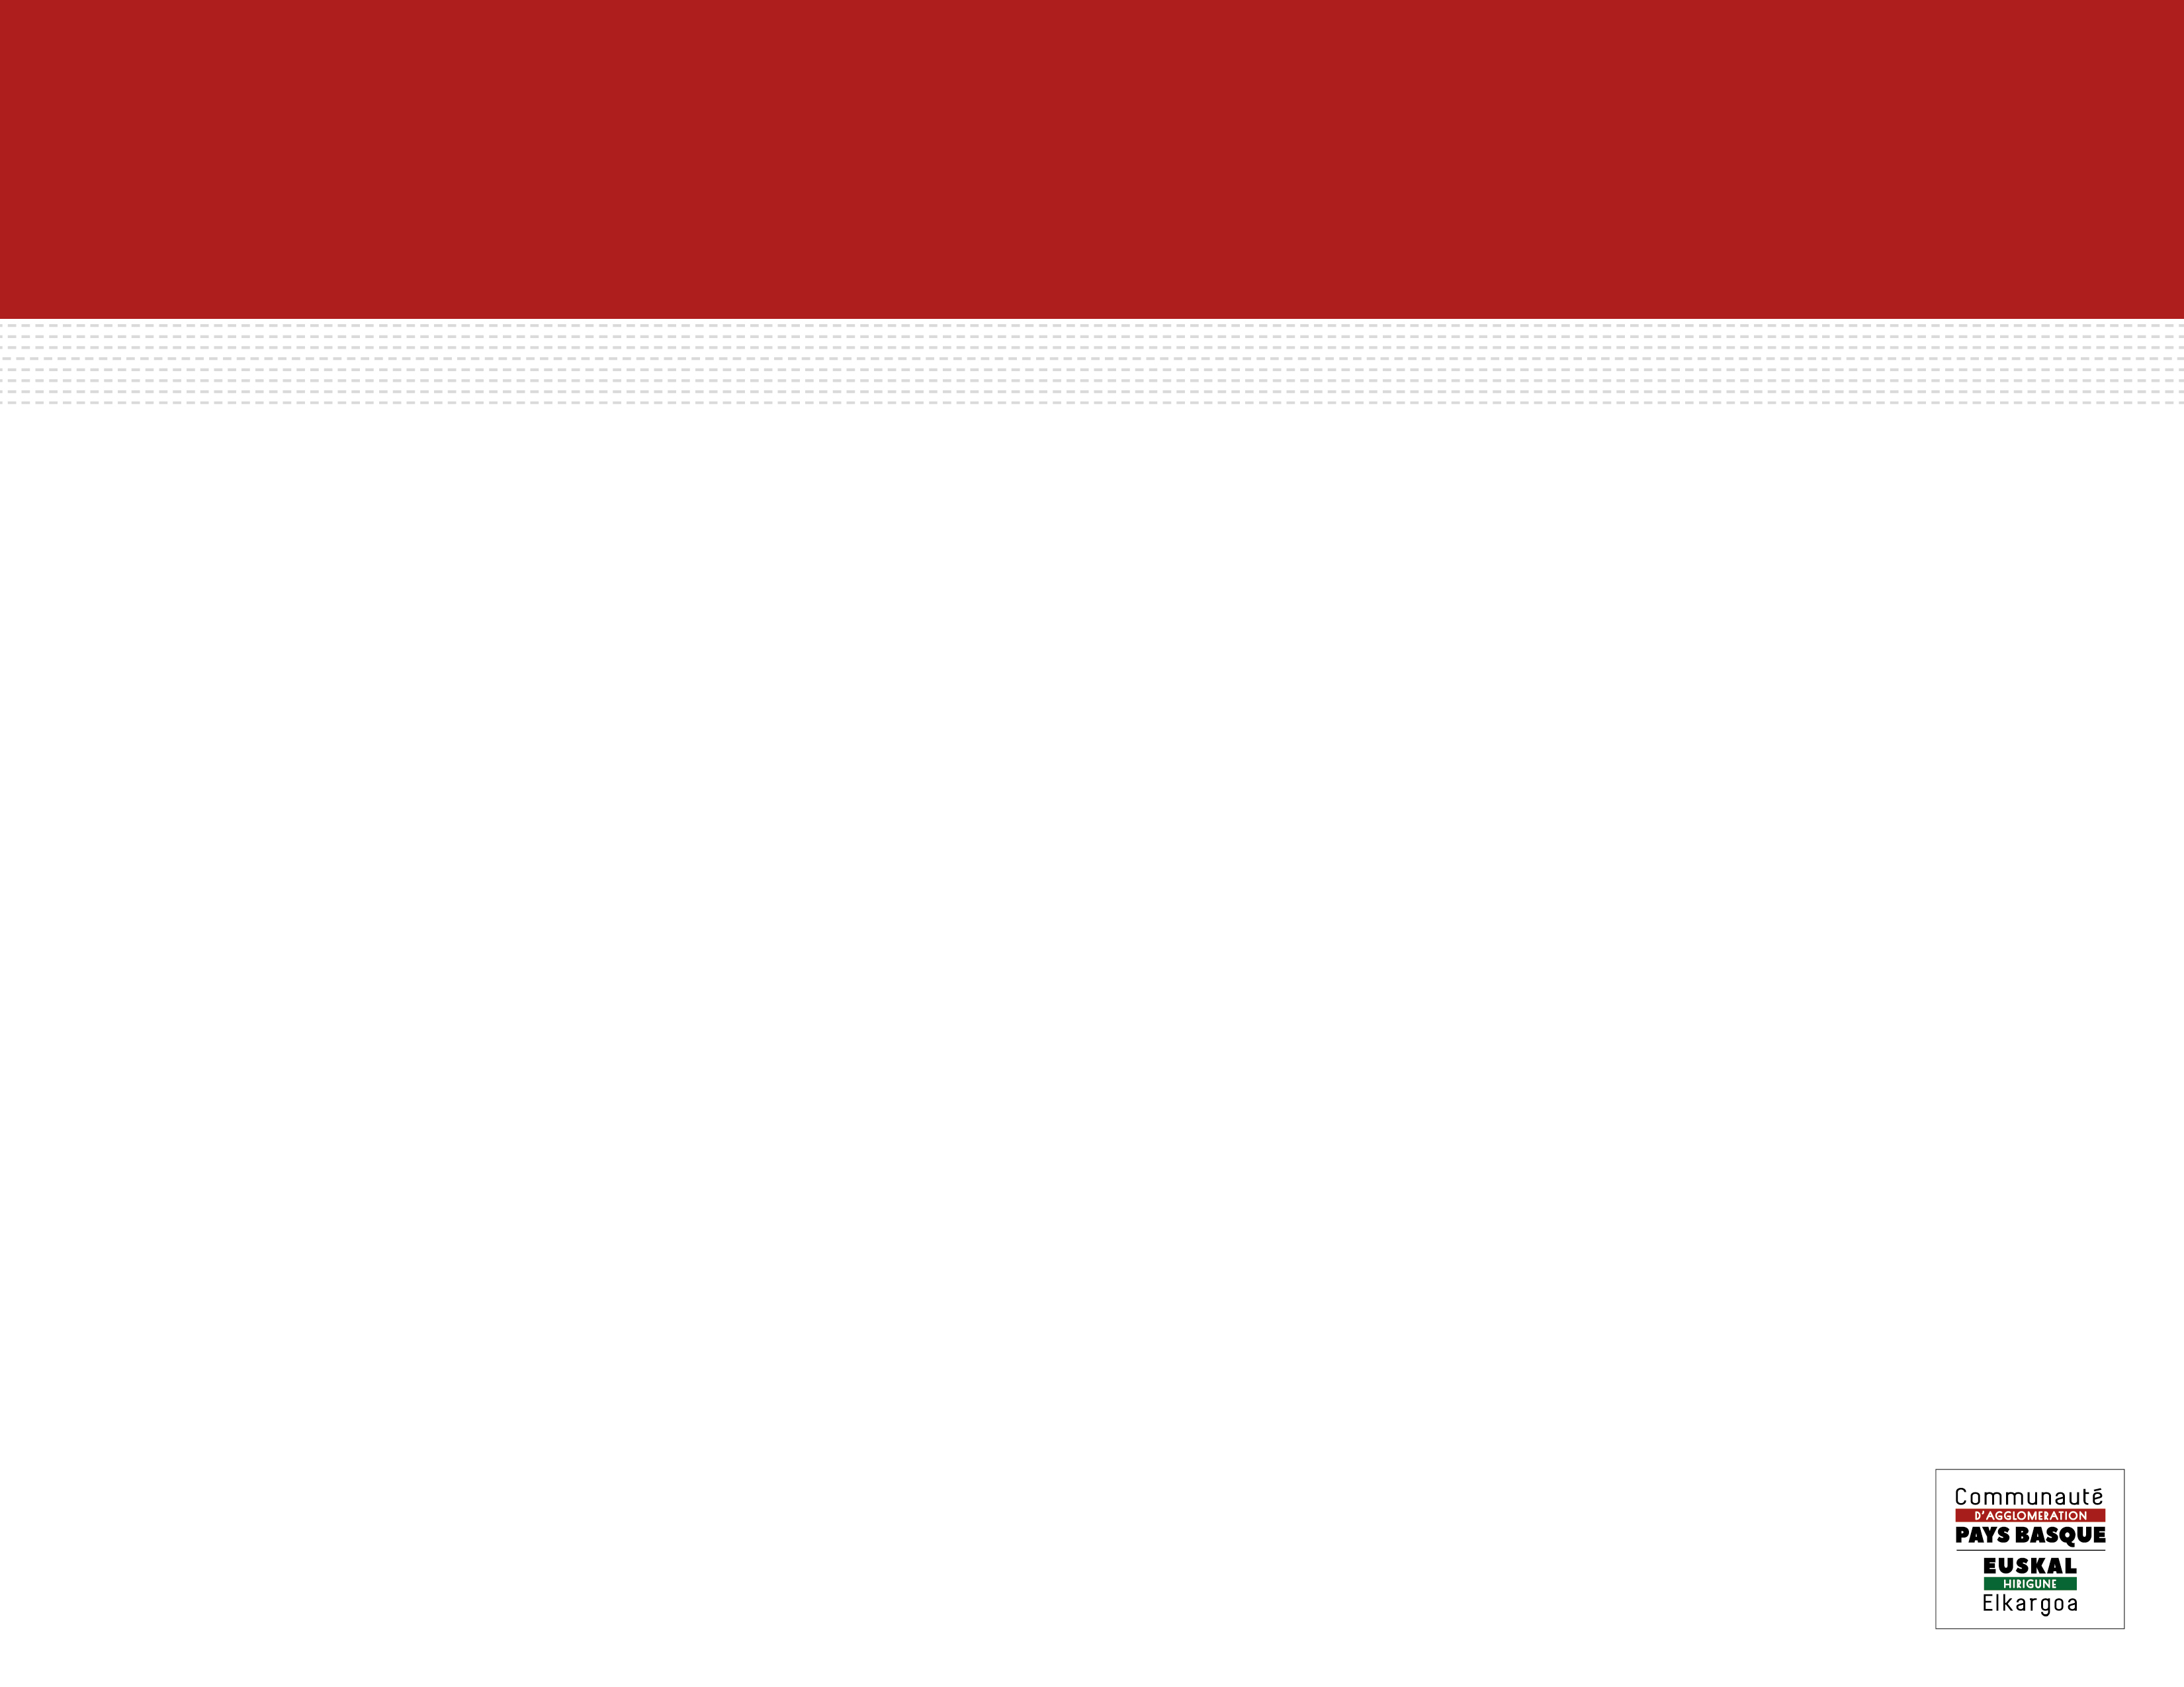 Communauté
D'AGGLOMERATION
PAYS BASQUE
EUSKAL
HIRIGUNE
Elkargoa